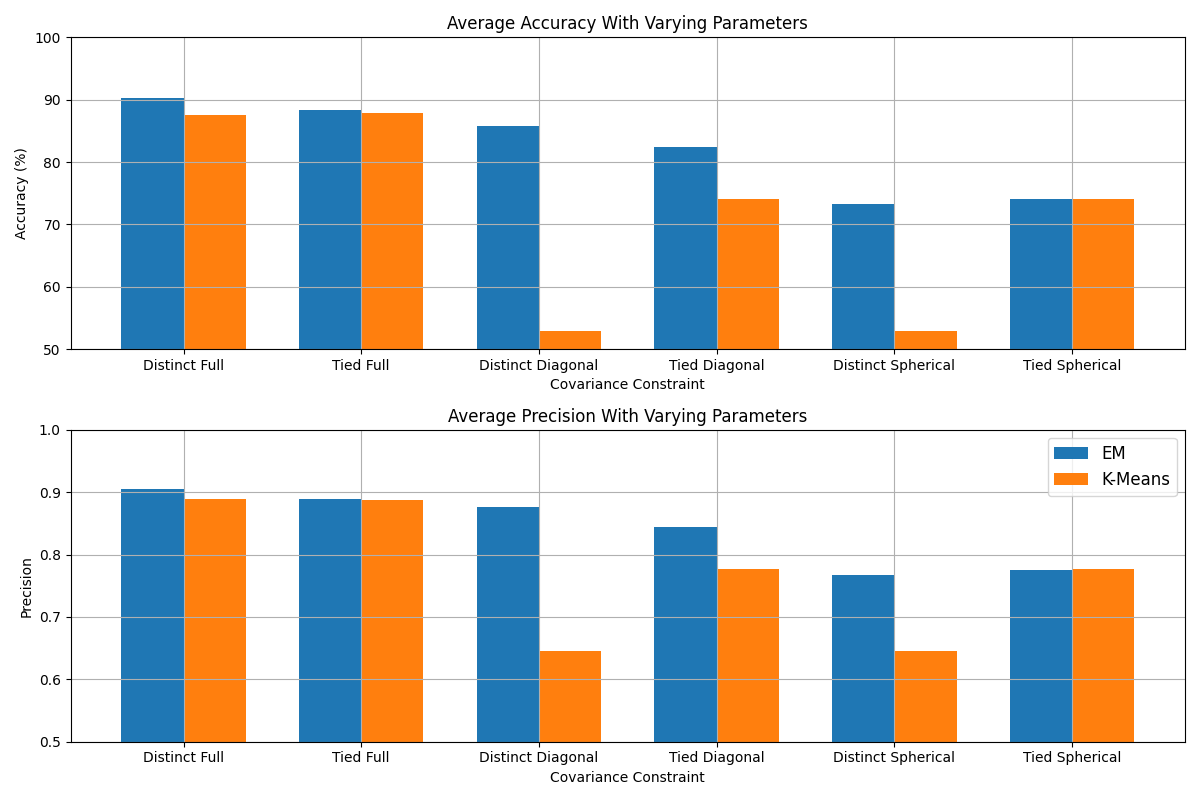 Average Accuracy With Varying Parameters
100
90
80
70
60
50
Accuracy (%)
Distinct Full Tied Full Distinct Diagonal Tied Diagonal Distinct Spherical Tied Spherical
Covariance Constraint
Average Precision With Varying Parameters
1.0
0.9
0.8
0.7
0.6
0.5
Precision
EM
K-Means
Distinct Full Tied Full Distinct Diagonal Tied Diagonal Distinct Spherical Tied Spherical
Covariance Constraint